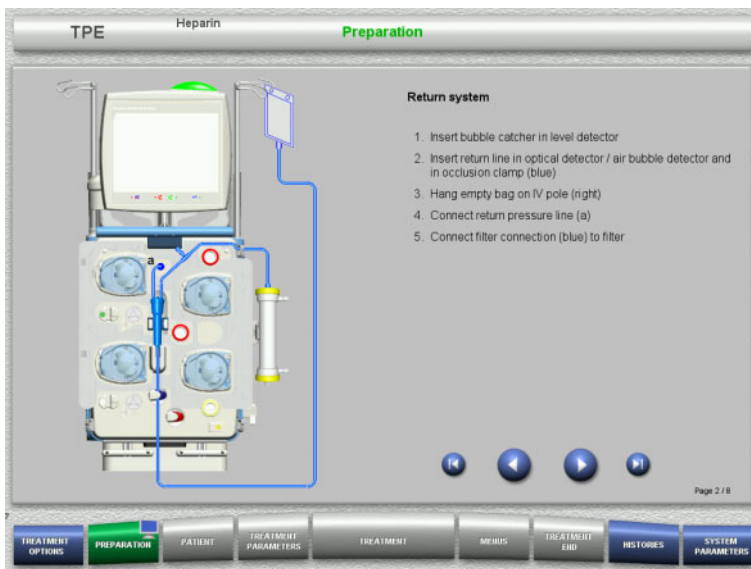 TPE
Heparin
Preparation
Return system
1. Insert bubble catcher in level detector
2. Insert return line in optical detector / air bubble detector and
in occlusion clamp (blue)
3. Hang empty bag on IV pole (right)
4. Connect return pressure line (a)
5. Connect filter connection (blue) to filter
a
Page 2 / 8
7
TREATMENT
OPTIONS
PREPARATION
PATIENT
TREATMENT
PARAMETERS
TREATMENT
MENUS
TREATMENT
END
HISTORIES
SYSTEM
PARAMETERS